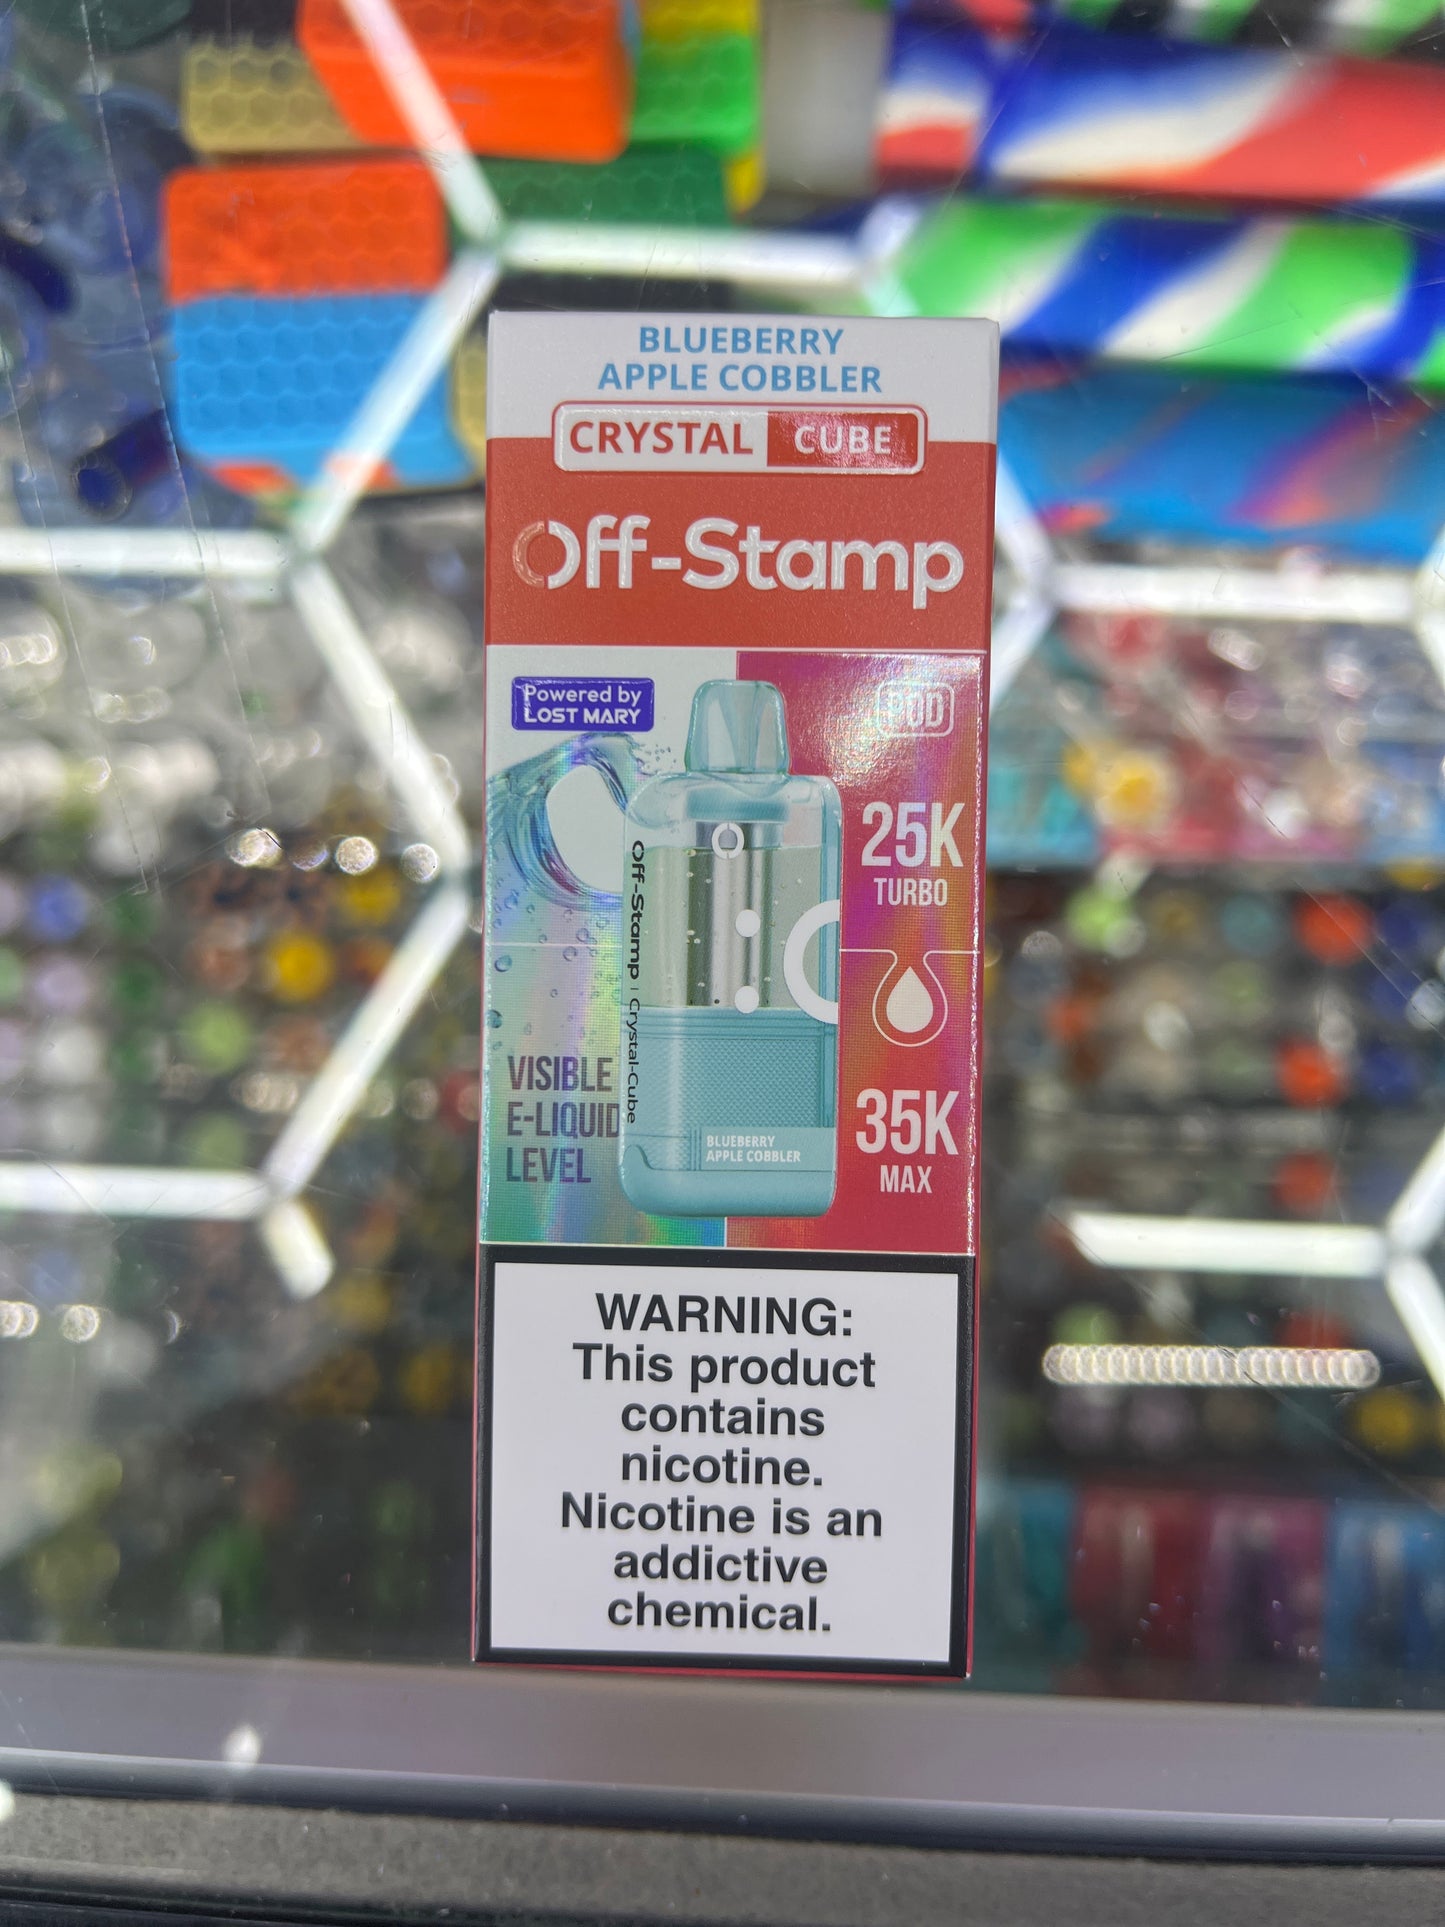 BLUEBERRY
APPLE COBBLER
CRYSTAL CUBE
Off-Stamp
Powered by
LOST MARY
POD
25K
TURBO
Off-Stamp | Crystal-Cube
VISIBLE
E-LIQUID
LEVEL
35K
MAX
BLUEBERRY
APPLE COBBLER
WARNING:
This product
contains
nicotine.
Nicotine is an
addictive
chemical.